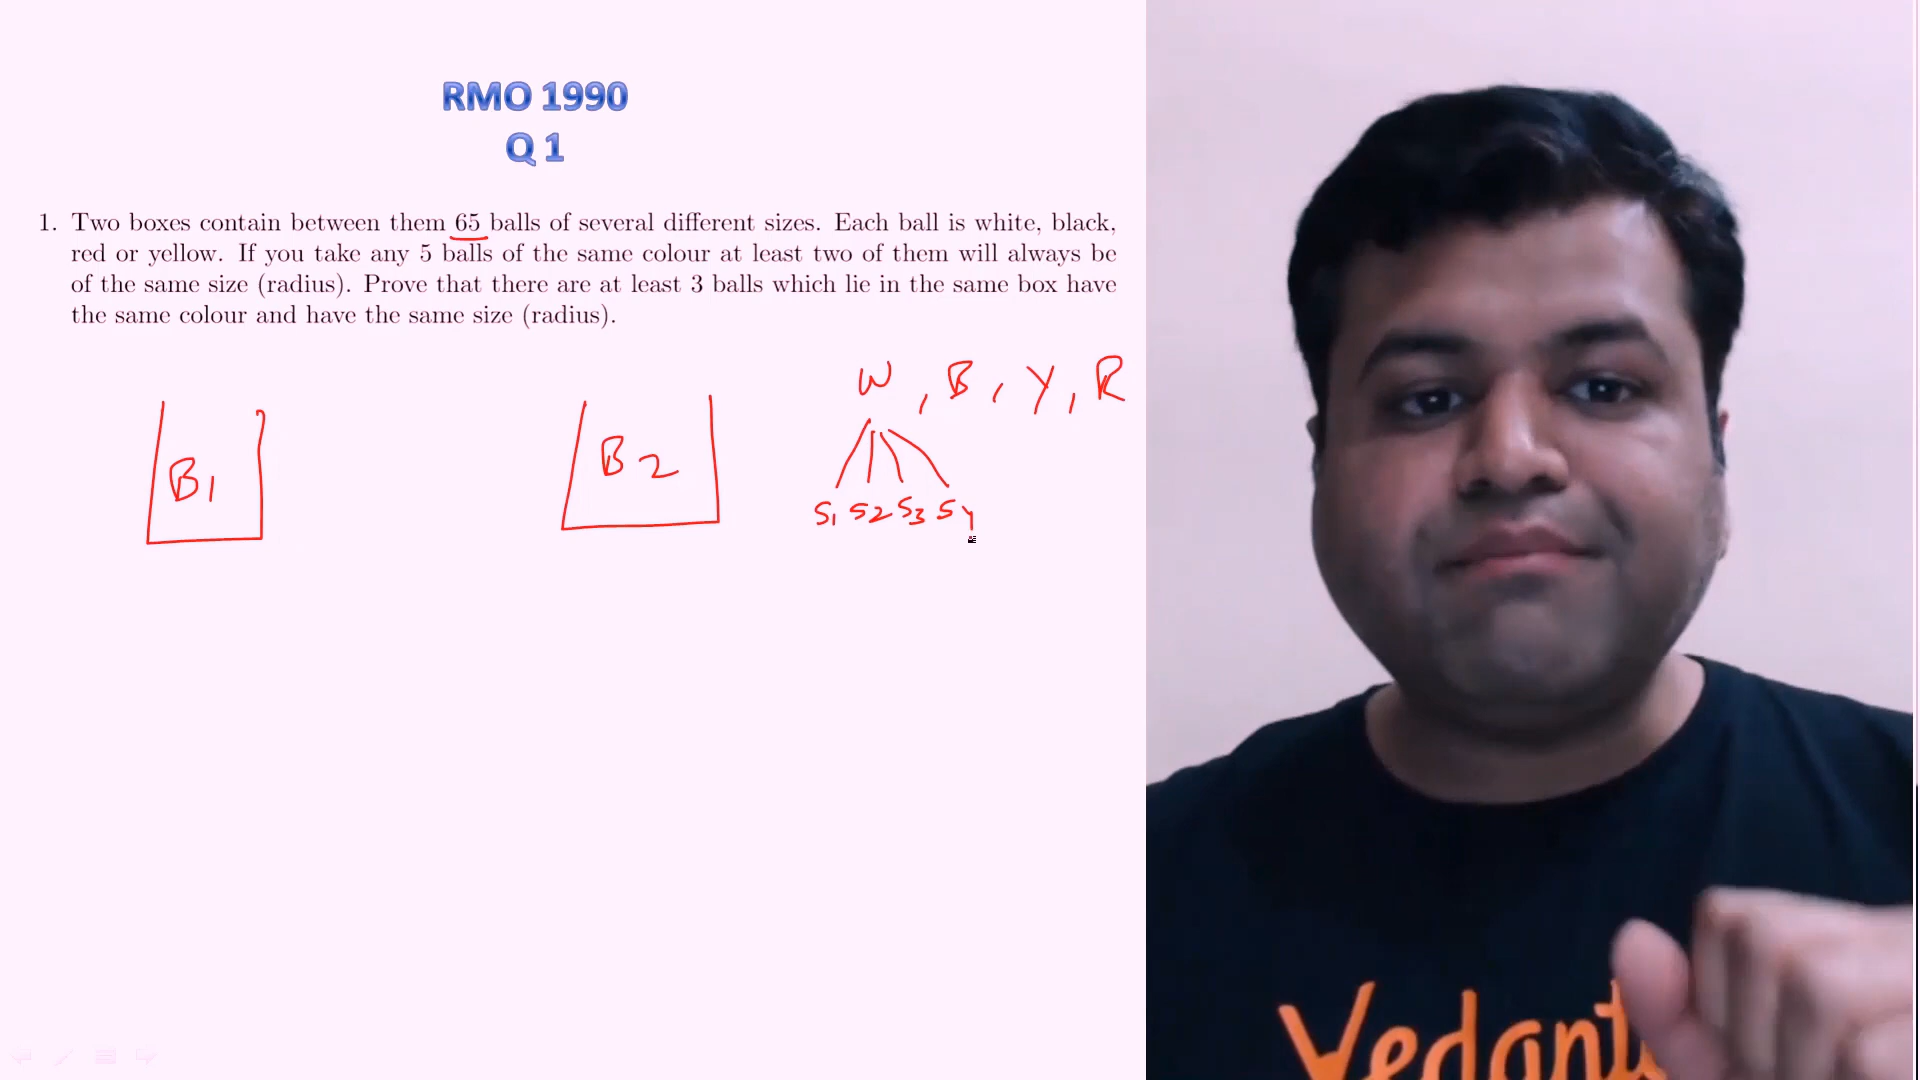 RMO 1990
Q 1
1. Two boxes contain between them 65 balls of several different sizes. Each ball is white, black,
red or yellow. If you take any 5 balls of the same colour at least two of them will always be
of the same size (radius). Prove that there are at least 3 balls which lie in the same box have
the same colour and have the same size (radius).
W, B, Y, R
B1
B2
S1 S2 S3 S4
Vedant